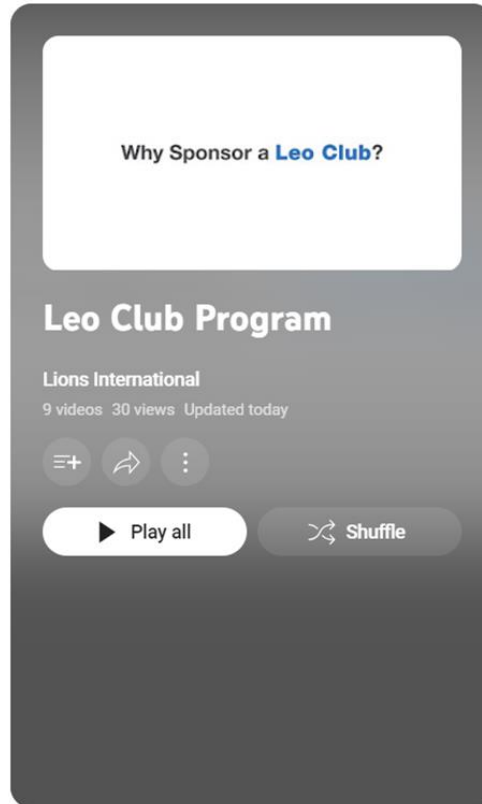 Why Sponsor a Leo Club?
Leo Club Program
Lions International
9 videos 30 views Updated today
Play all
Shuffle